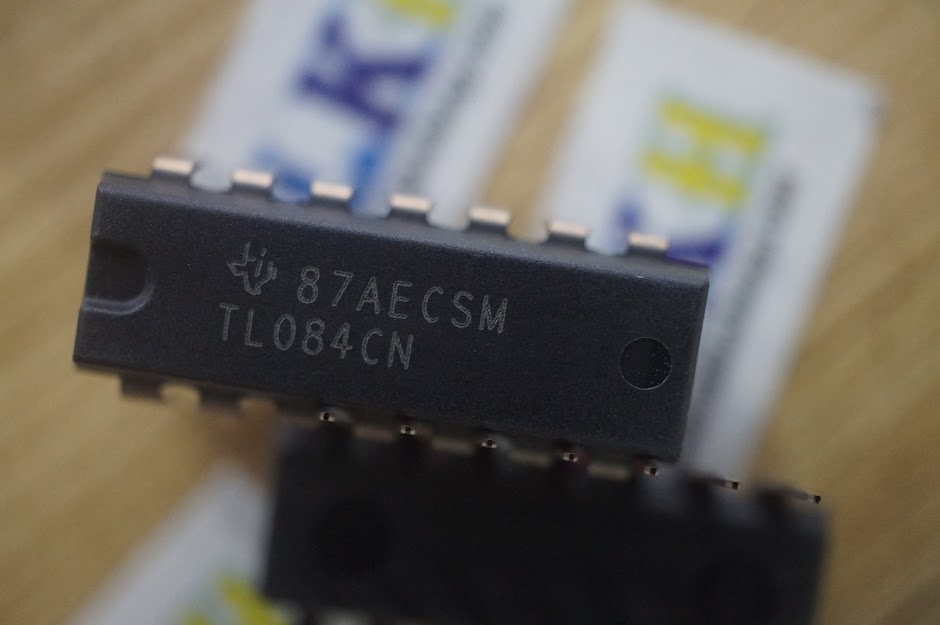 K
H
87AECSM
TL084CN